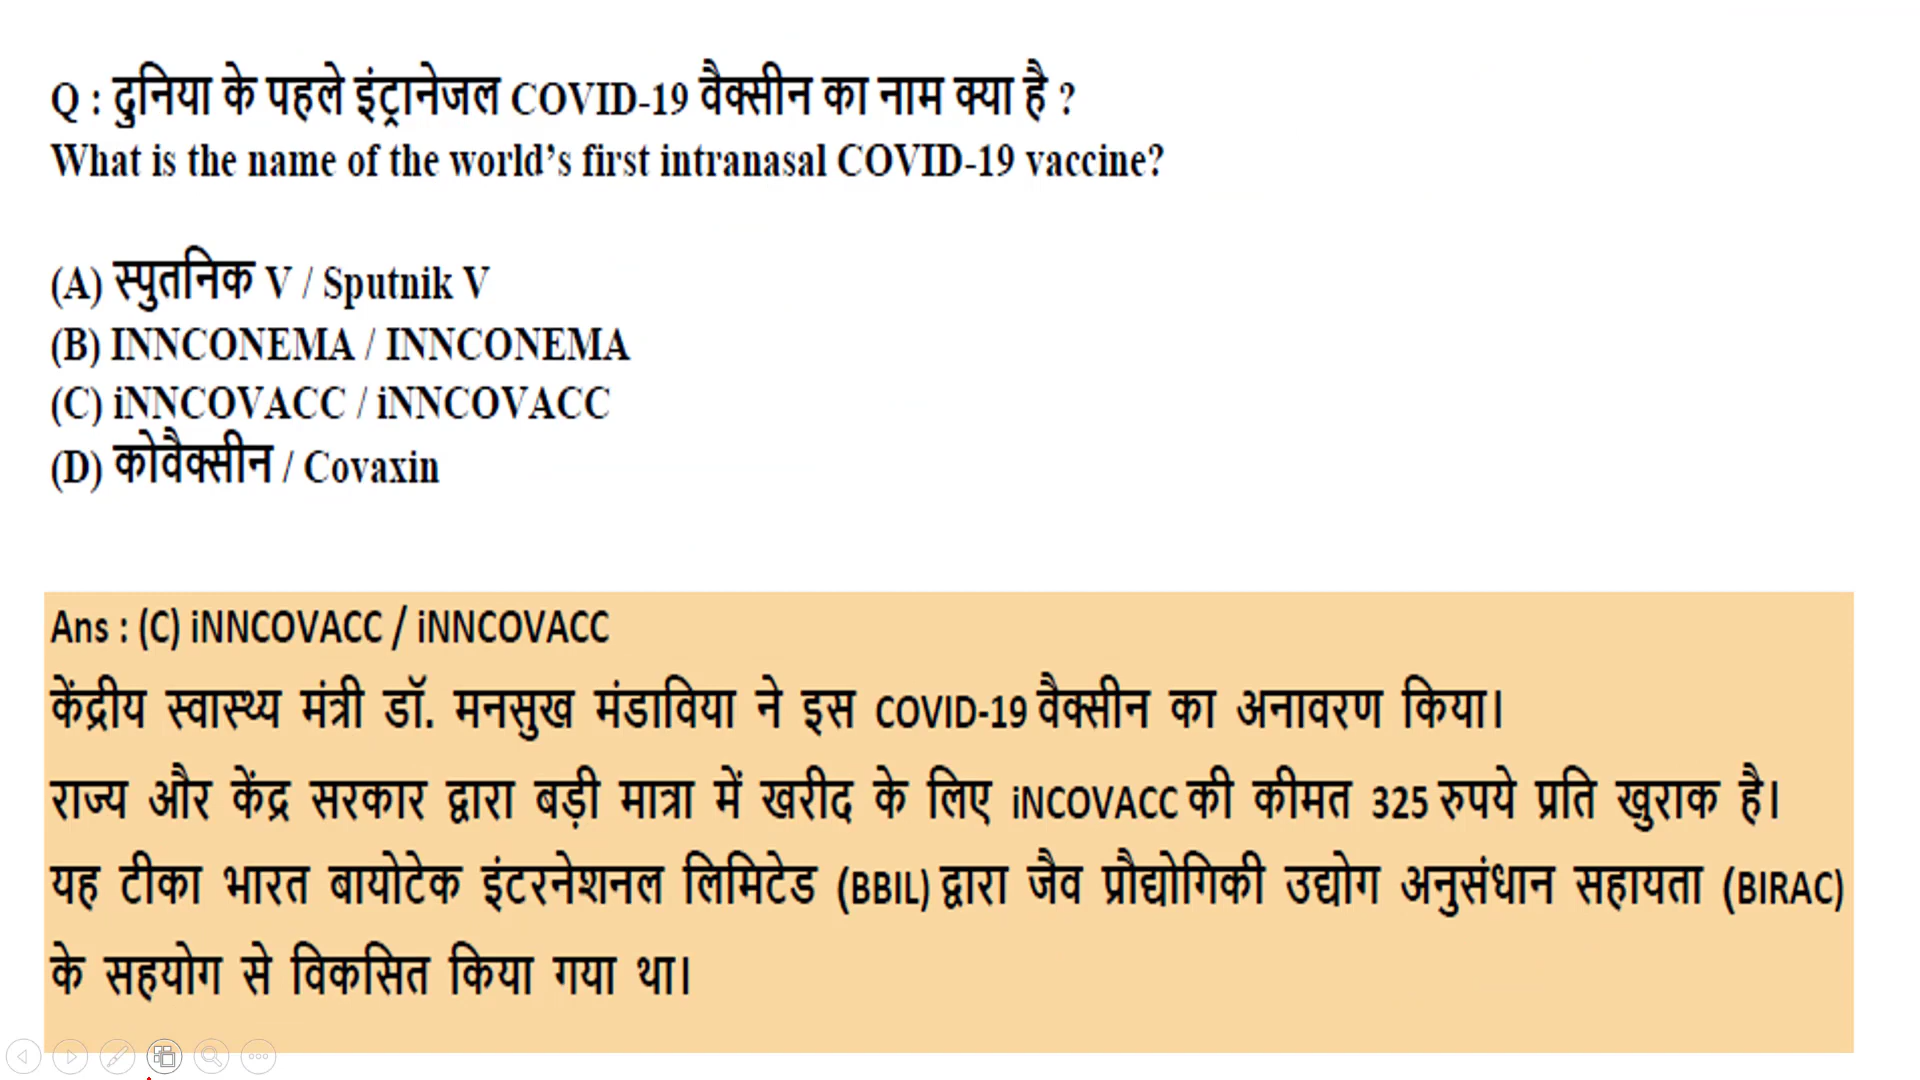 Q : दुनिया के पहले इंट्रानेजल COVID-19 वैक्सीन का नाम क्या है ?
What is the name of the world’s first intranasal COVID-19 vaccine?
(A) स्पुतनिक V / Sputnik V
(B) INNCONEMA / INNCONEMA
(C) iNNCOVACC / iNNCOVACC
(D) कोवैक्सीन / Covaxin
Ans : (C) iNNCOVACC / iNNCOVACC
केंद्रीय स्वास्थ्य मंत्री डॉ. मनसुख मंडाविया ने इस COVID-19 वैक्सीन का अनावरण किया।
राज्य और केंद्र सरकार द्वारा बड़ी मात्रा में खरीद के लिए iNCOVACC की कीमत 325 रुपये प्रति खुराक है।
यह टीका भारत बायोटेक इंटरनेशनल लिमिटेड (BBIL) द्वारा जैव प्रौद्योगिकी उद्योग अनुसंधान सहायता (BIRAC)
के सहयोग से विकसित किया गया था।